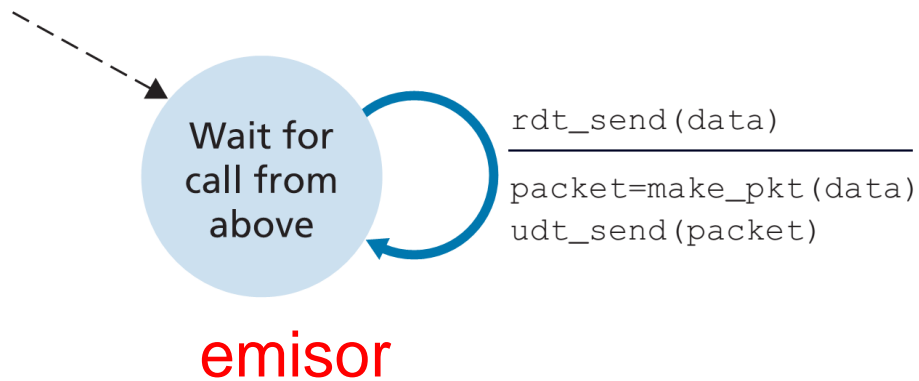 Wait for
call from
above
rdt_send(data)
packet=make_pkt(data)
udt_send(packet)
emisor